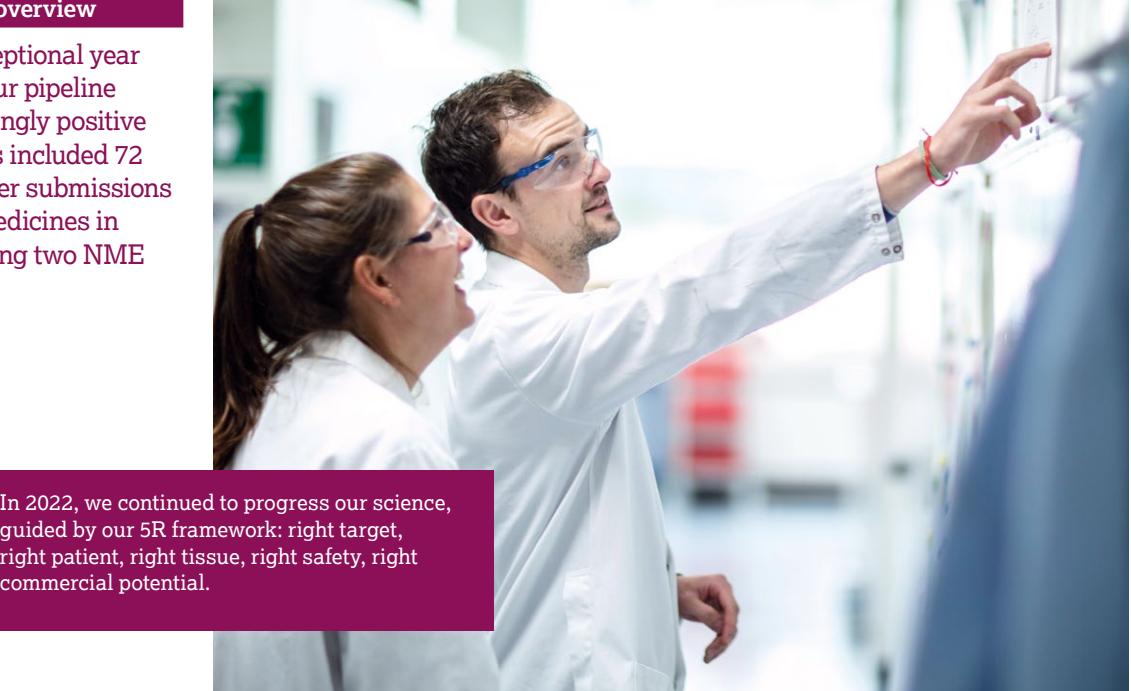 overview
eptional year
ur pipeline
ngly positive
s included 72
er submissions
edicines in
ng two NME
In 2022, we continued to progress our science,
guided by our 5R framework: right target,
right patient, right tissue, right safety, right
commercial potential.